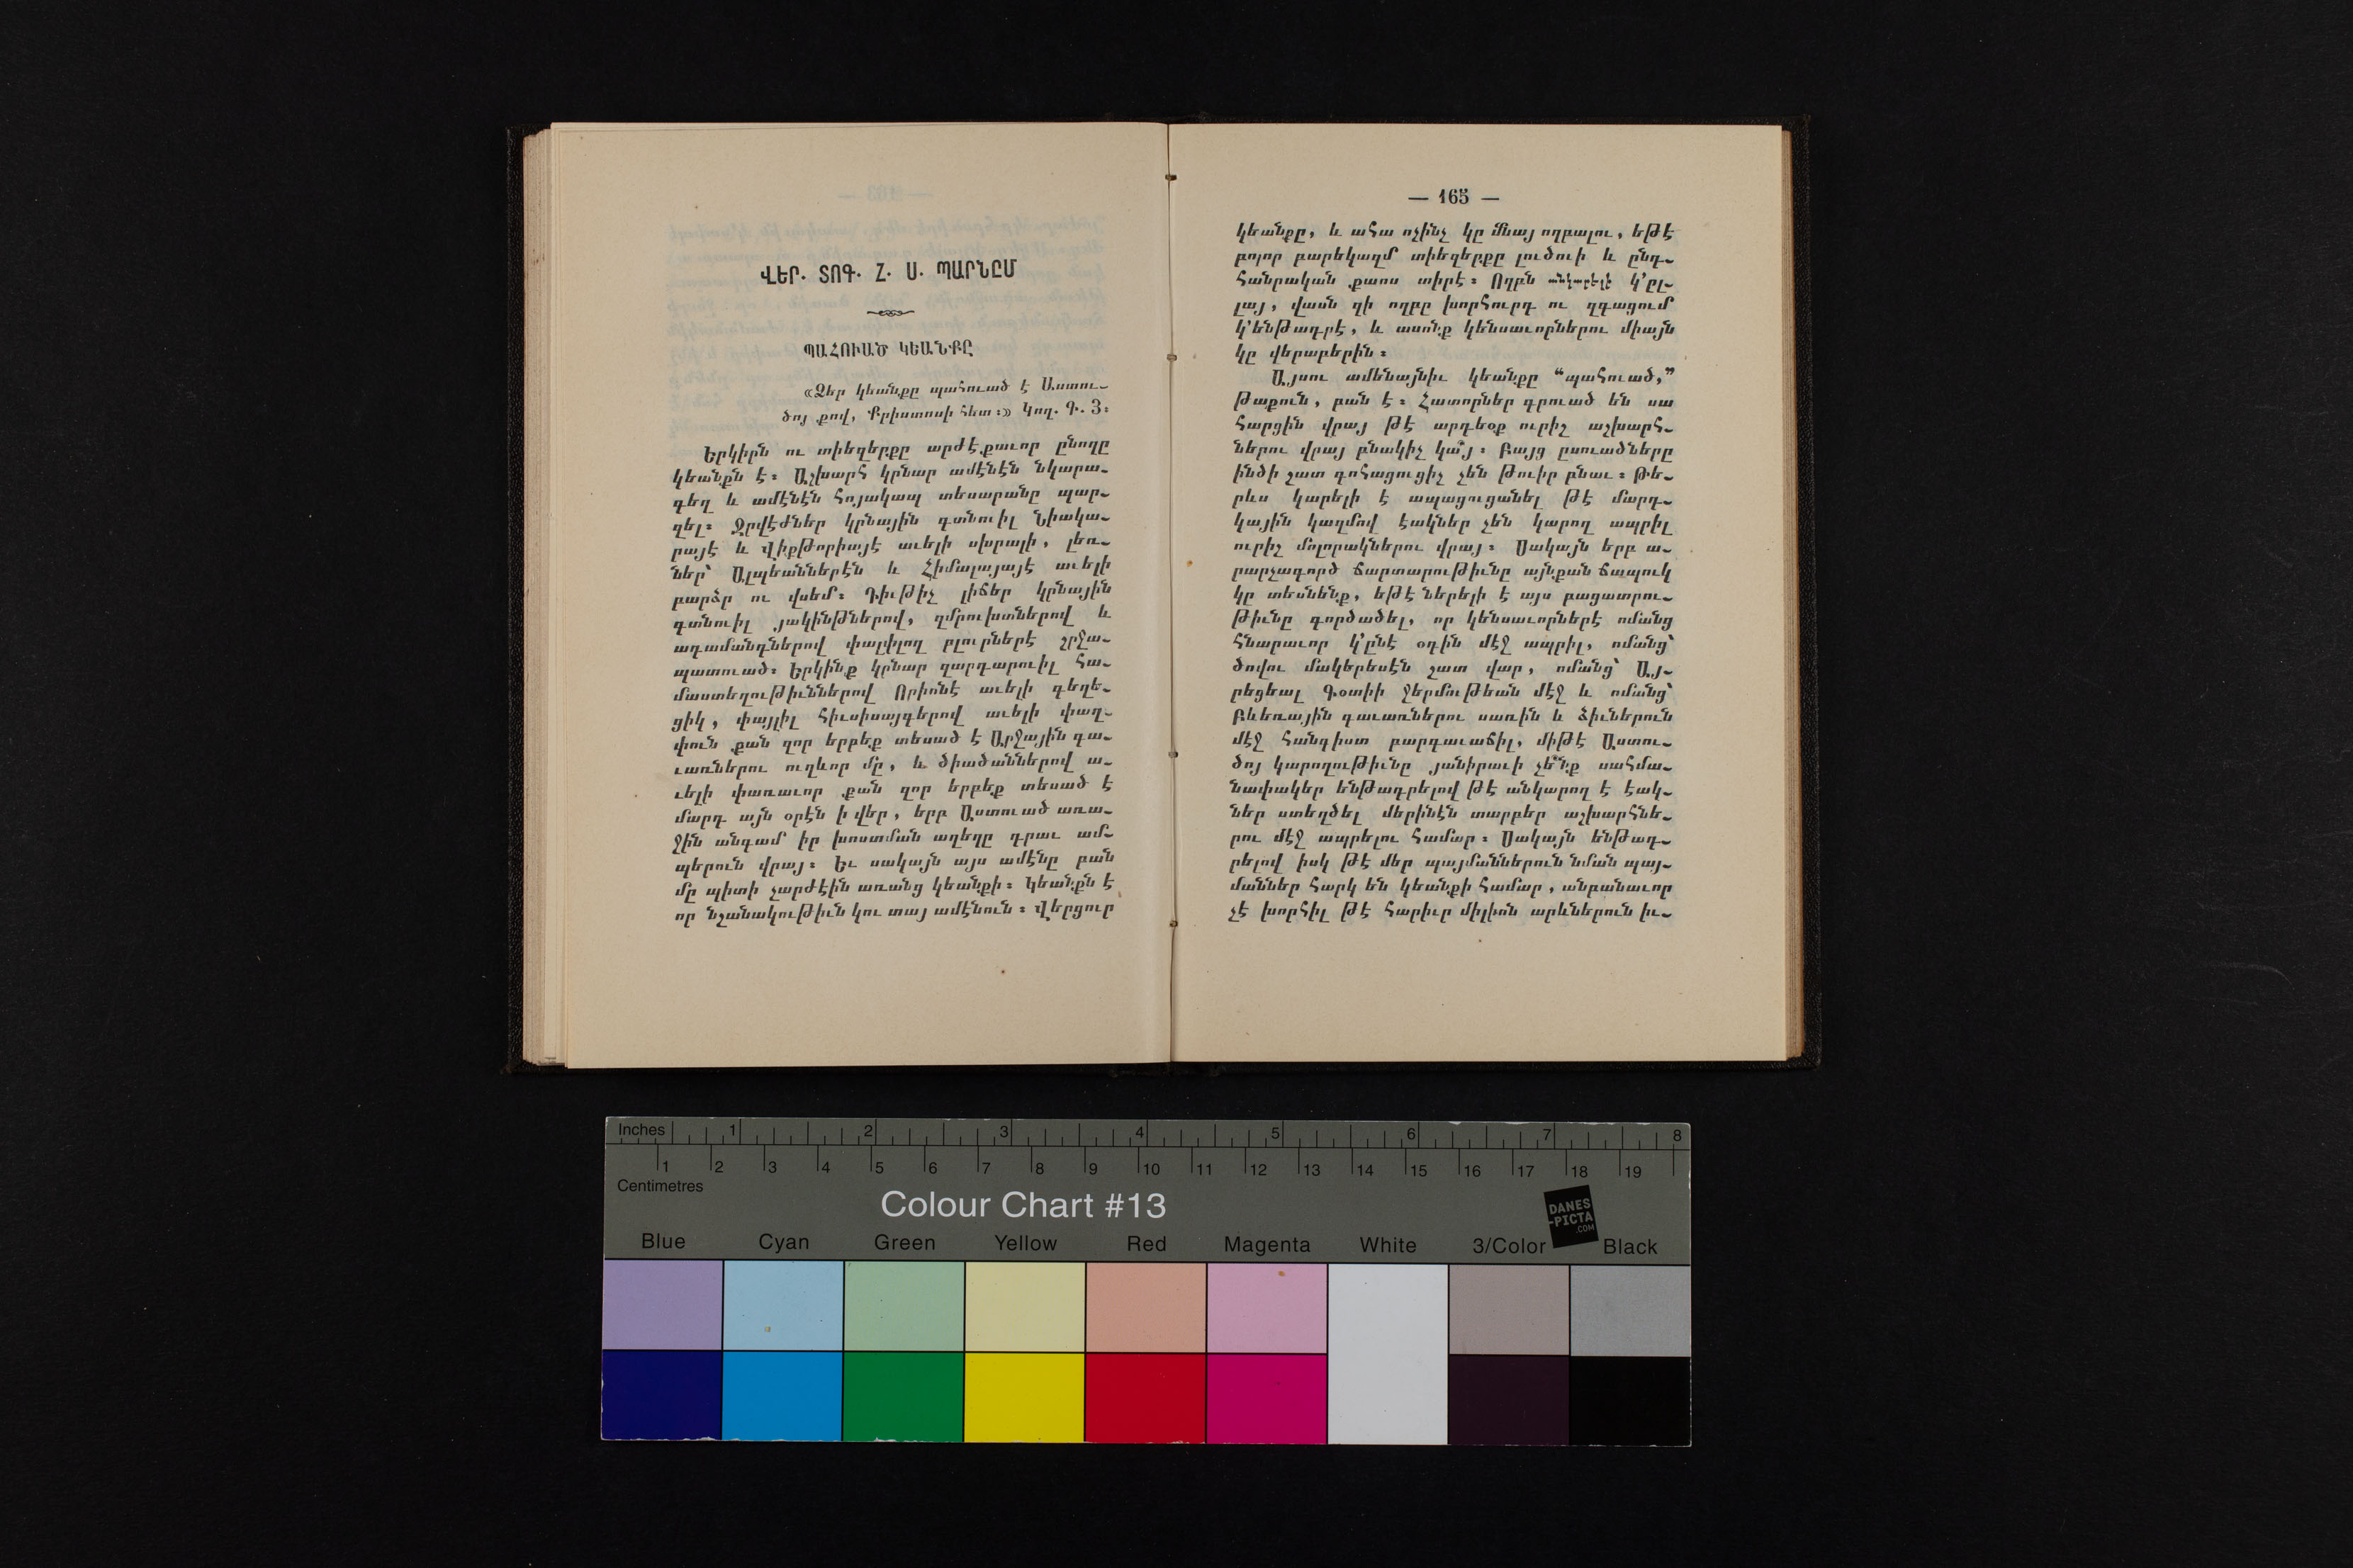 ՎԵՐ. ՏՈԳ. Հ. Ս. ՊԱՐՆԸՄ
ՊԱՀՈՒԱԾ ԿԵԱՆՔԸ
«Ձեր կեանքը պահուած է Աստու-
ծոյ քով, Քրիստոսի հետ:» Կող. Գ. 3:
Երկիրն ու տիեզերքը արժէքաւոր ընողը
կեանքն է: Աշխարհ կրնար ամէնէն նկարա-
գեղ և ամէնէն հոյակապ տեսարանը պար-
զել: Ջրվէժներ կրնային գտնուիլ Նիակա-
րայէ և Վիքթորիայէ աւելի սխրալի, լեռ-
ներ՝ Ալպեաններէն և Հիմալայայէ աւելի
բարձր ու վսեմ: Դիւթիչ լիճեր կրնային
գտնուիլ յակինթներով, զմրուխտներով և
ադամանդներով փալփլող բլուրներէ շրջա-
պատուած: Երկինք կրնար զարդարուիլ հա-
մաստեղութիւններով Որիոնէ աւելի գեղե-
ցիկ, փայլիլ հիւսիսայգերով աւելի փաղ-
փուն քան զոր երբեք տեսած է Արջային գա-
ւառներու ուղևոր մը, և ծիածաններով ա-
ւելի փառաւոր քան զոր երբեք տեսած է
մարդ այն օրէն ի վեր, երբ Աստուած առա-
ջին անգամ իր խոստման աղեղը դրաւ ամ-
պերուն վրայ: Եւ սակայն այս ամէնը բան
մը պիտի չարժէին առանց կեանքի: Կեանքն է
որ նշանակութիւն կու տայ ամէնուն: Վերցուր
— 165 —
կեանքը, և ահա ոչինչ կը մնայ ողբալու, եթէ
բոլոր բարեկազմ տիեզերքը լուծուի և ընդ-
հանրական քաոս տիրէ: Ողբն անկարելի կ՚ըլ-
լայ, վասն զի ողբը խորհուրդ ու զգացում
կ՚ենթադրէ, և ասոնք կենսաւորներու միայն
կը վերաբերին:
Այսու ամենայնիւ կեանքը “պահուած,”
թաքուն, բան է: Հատորներ գրուած են սա
հարցին վրայ թէ արդեօք ուրիշ աշխարհ-
ներու վրայ բնակիչ կա՞յ: Բայց ըսուածները
ինծի շատ գոհացուցիչ չեն թուիր բնաւ: Թե-
րևս կարելի է ապացուցանել թէ մարդ-
կային կազմով էակներ չեն կարող ապրիլ
ուրիշ մոլորակներու վրայ: Սակայն երբ ա-
րարչագործ ճարտարութիւնը այնքան ճապուկ
կը տեսնենք, եթէ ներելի է այս բացատրու-
թիւնը գործածել, որ կենսաւորներէ ոմանց
հնարաւոր կ՚ընէ օդին մէջ ապրիլ, ոմանց՝
ծովու մակերեսէն շատ վար, ոմանց՝ Այ-
րեցեալ Գօտիի ջերմութեան մէջ և ոմանց՝
Բևեռային գաւառներու սառին և ձիւներուն
մէջ հանգիստ բարգաւաճիլ, միթէ Աստու-
ծոյ կարողութիւնը յանիրաւի չե՞նք սահմա-
նափակեր ենթադրելով թէ անկարող է էակ-
ներ ստեղծել մերինէն տարբեր աշխարհնե-
րու մէջ ապրելու համար: Սակայն ենթադ-
րելով իսկ թէ մեր պայմաններուն նման պայ-
մաններ հարկ են կեանքի համար, անբանաւոր
չէ խորհիլ թէ հարիւր միլիոն արևներուն իւ-
Inches 1 2 3 4 5 6 7 8
1 2 3 4 5 6 7 8 9 10 11 12 13 14 15 16 17 18 19
Centimetres
Colour Chart #13
DANES
-PICTA
.COM
Blue Cyan Green Yellow Red Magenta White 3/Color Black